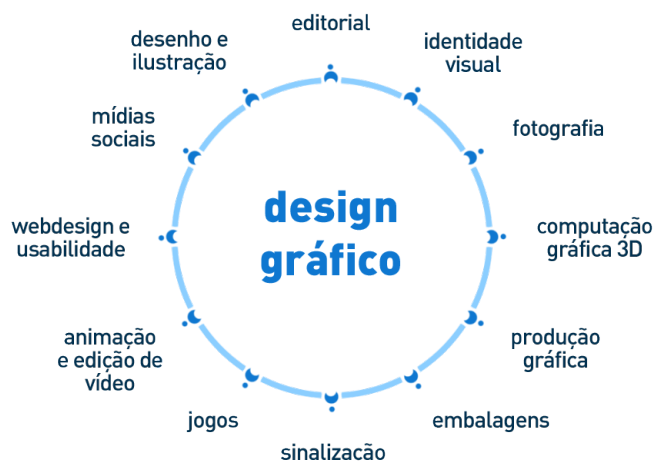 editorial
identidade
visual
fotografia
computação
gráfica 3D
produção
gráfica
embalagens
sinalização
jogos
animação
e edição de
vídeo
webdesign e
usabilidade
mídias
sociais
desenho e
ilustração
design
gráfico